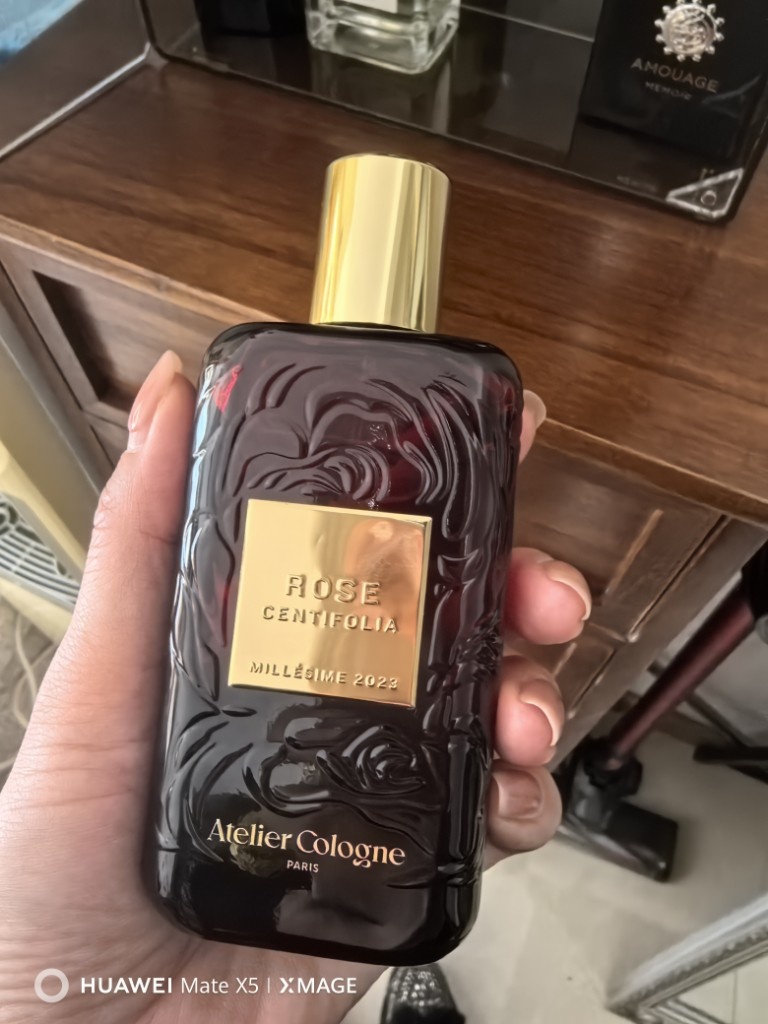 AMOUAGE
MEMOIR
ROSE
CENTIFOLIA
MILLÉSIME 2023
Atelier Cologne
PARIS
HUAWEI Mate X5 | XMAGE